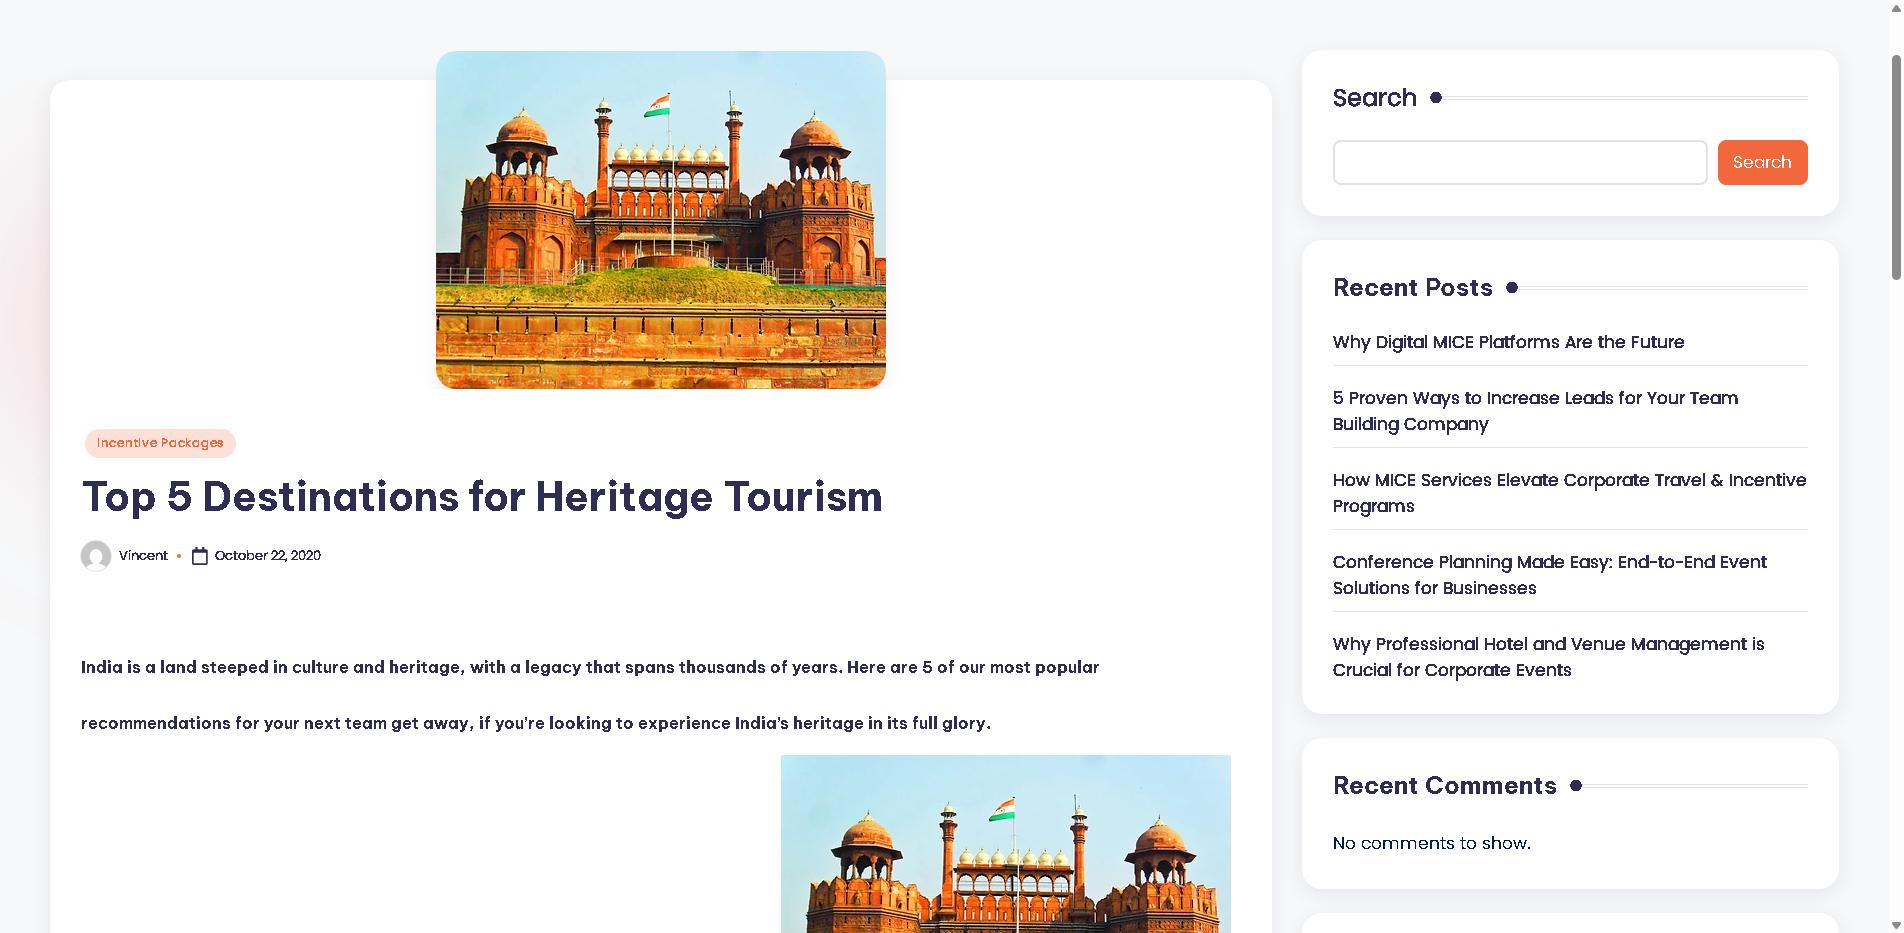 Incentive Packages
Top 5 Destinations for Heritage Tourism
Vincent
October 22, 2020
India is a land steeped in culture and heritage, with a legacy that spans thousands of years. Here are 5 of our most popular
recommendations for your next team get away, if you're looking to experience India's heritage in its full glory.
Search
Search
Recent Posts
Why Digital MICE Platforms Are the Future
5 Proven Ways to Increase Leads for Your Team
Building Company
How MICE Services Elevate Corporate Travel & Incentive
Programs
Conference Planning Made Easy: End-to-End Event
Solutions for Businesses
Why Professional Hotel and Venue Management is
Crucial for Corporate Events
Recent Comments
No comments to show.